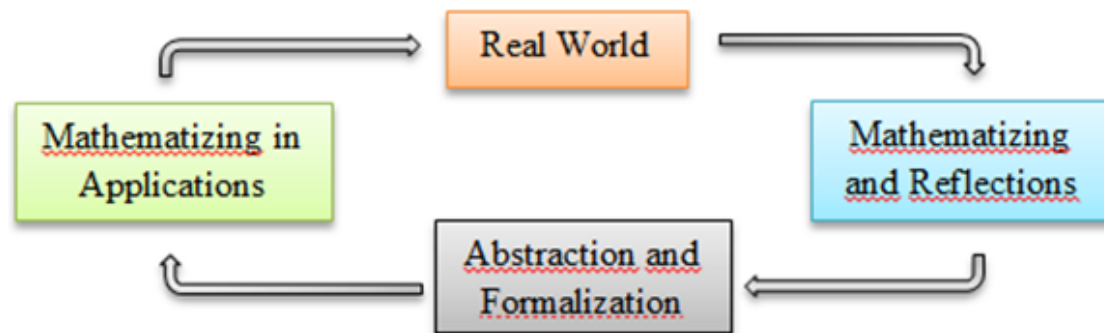 Real World
Mathematizing in
Applications
Mathematizing
and Reflections
Abstraction and
Formalization